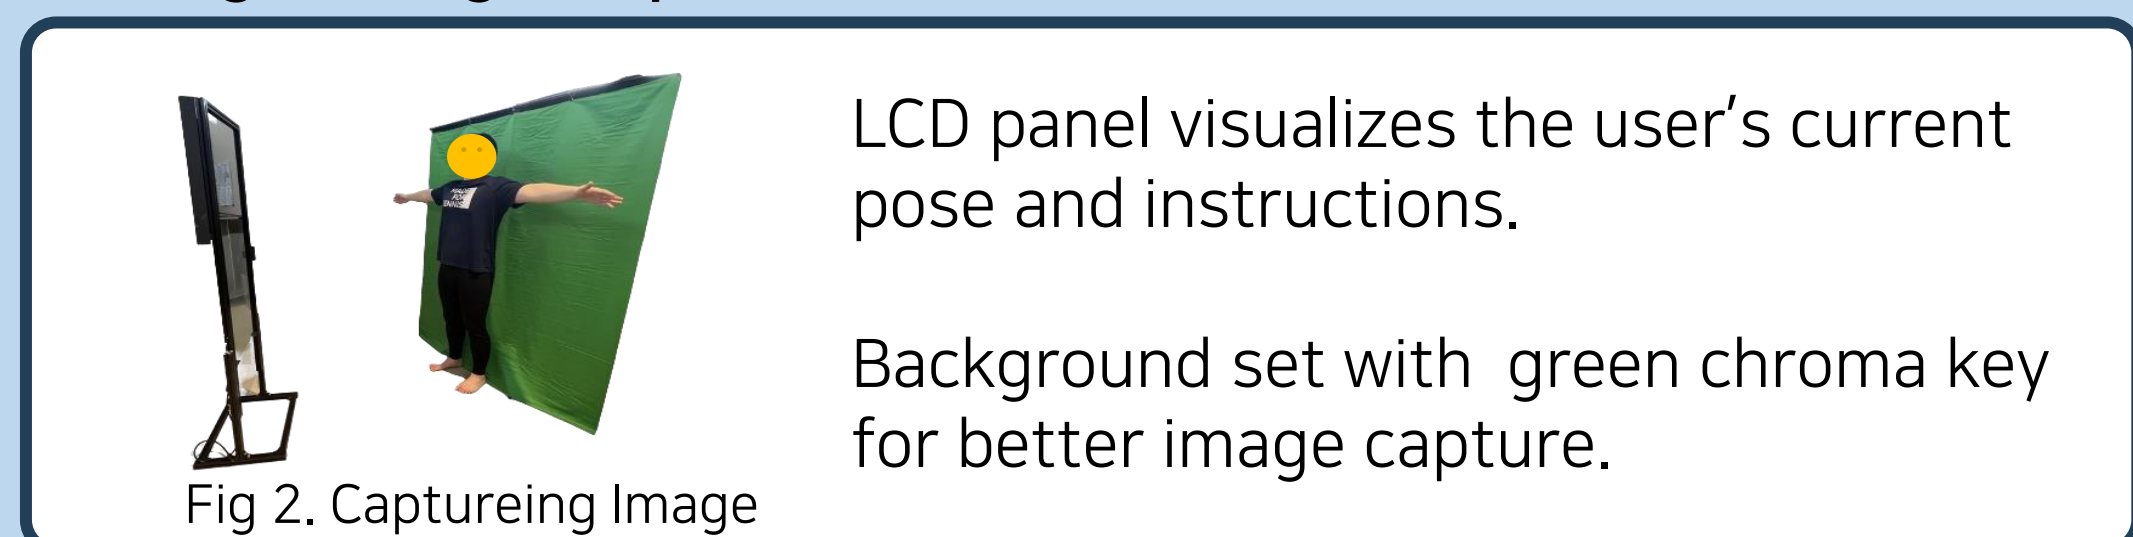 Fig 2. Captureing Image
LCD panel visualizes the user's current
pose and instructions.
Background set with green chroma key
for better image capture.